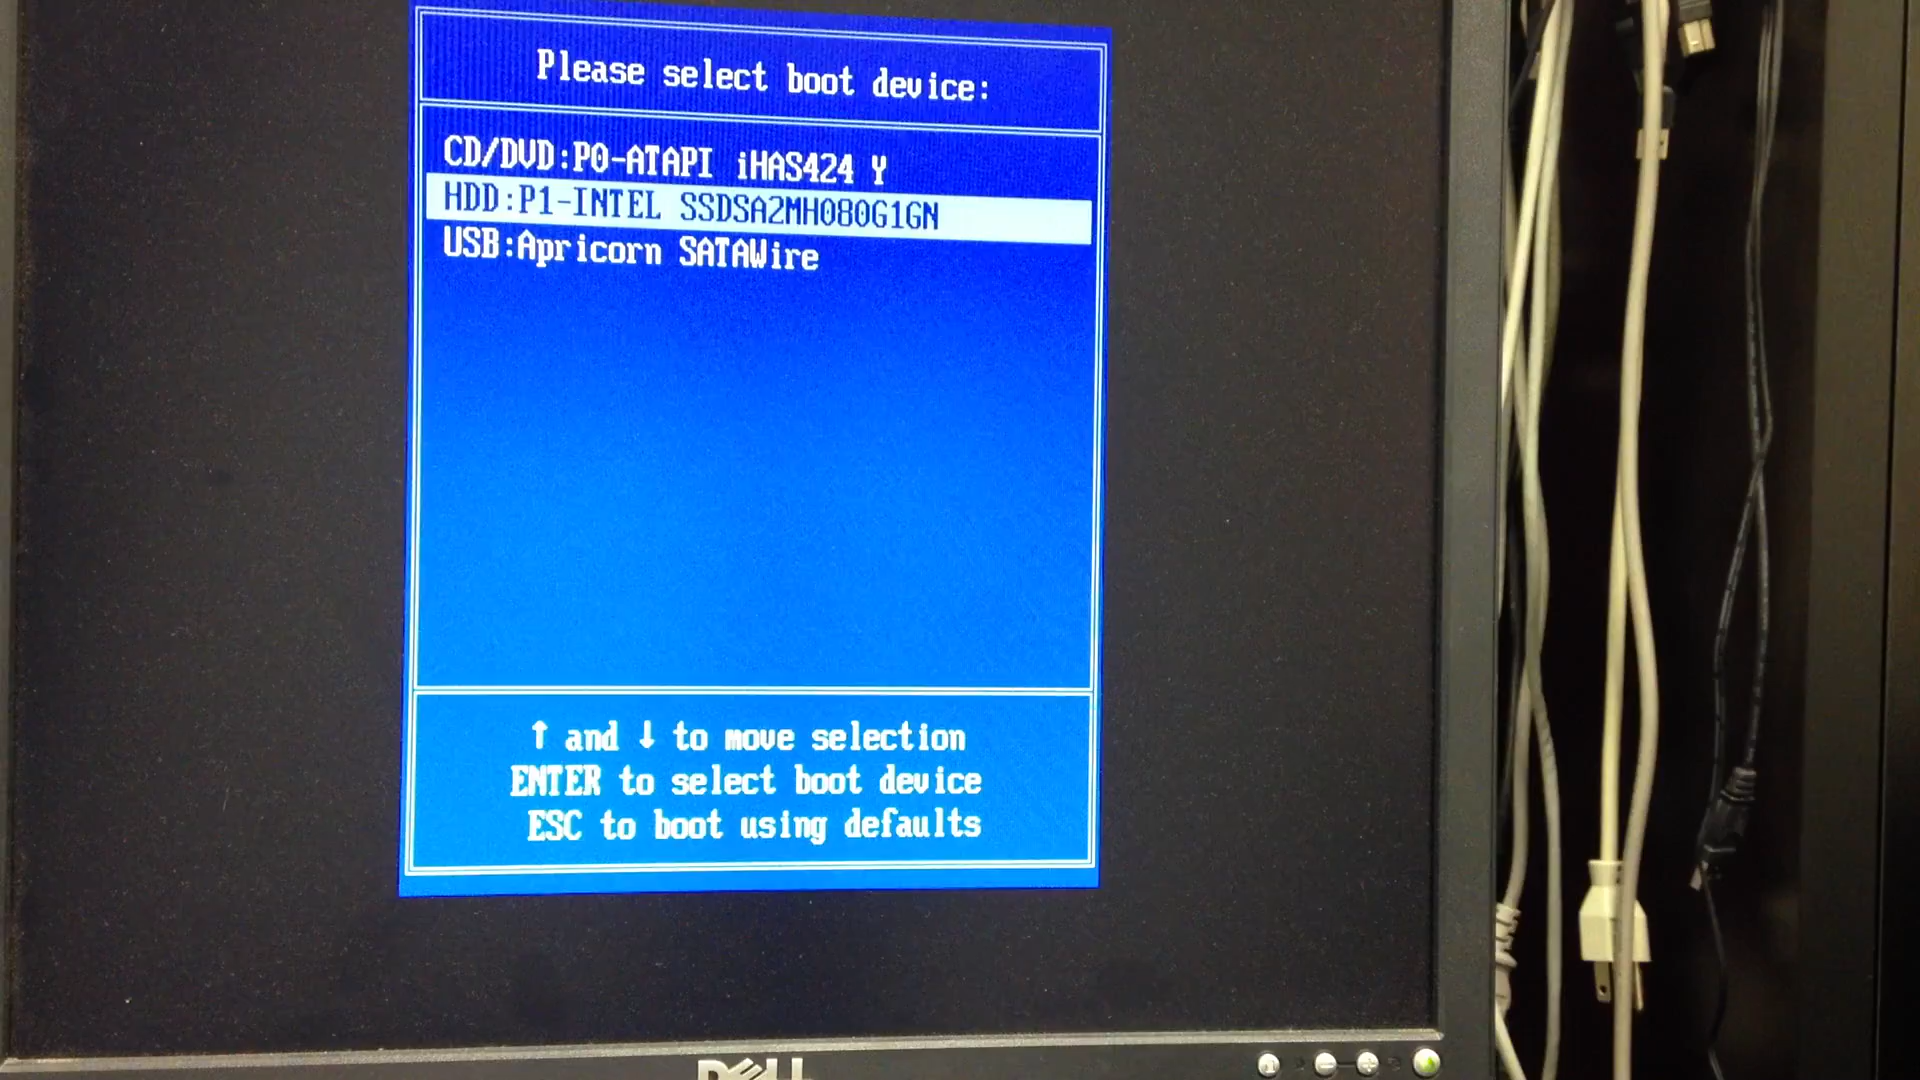 Please select boot device:
CD/DVD:P0-ATAPI iHAS424 Y
HDD:P1-INTEL SSDSA2MH080G1GN
USB:Apricorn SATAWire
↑ and ↓ to move selection
ENTER to select boot device
ESC to boot using defaults
DELL